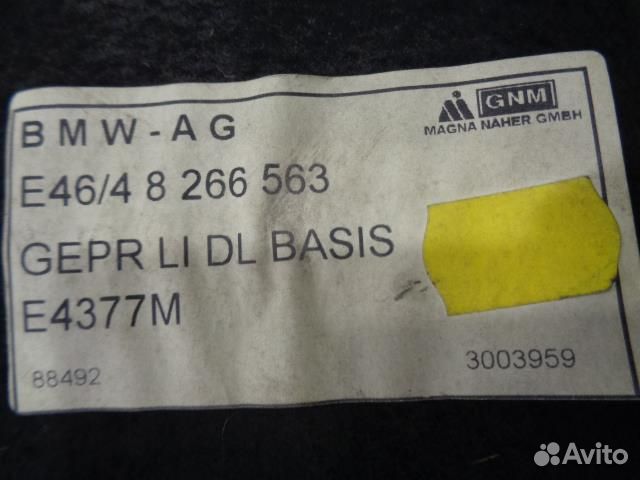 BMW-AG
GNM
MAGNA NAHER GMBH
E46/4 8 266 563
GEPR LI DL BASIS
E4377M
88492
3003959
Avito